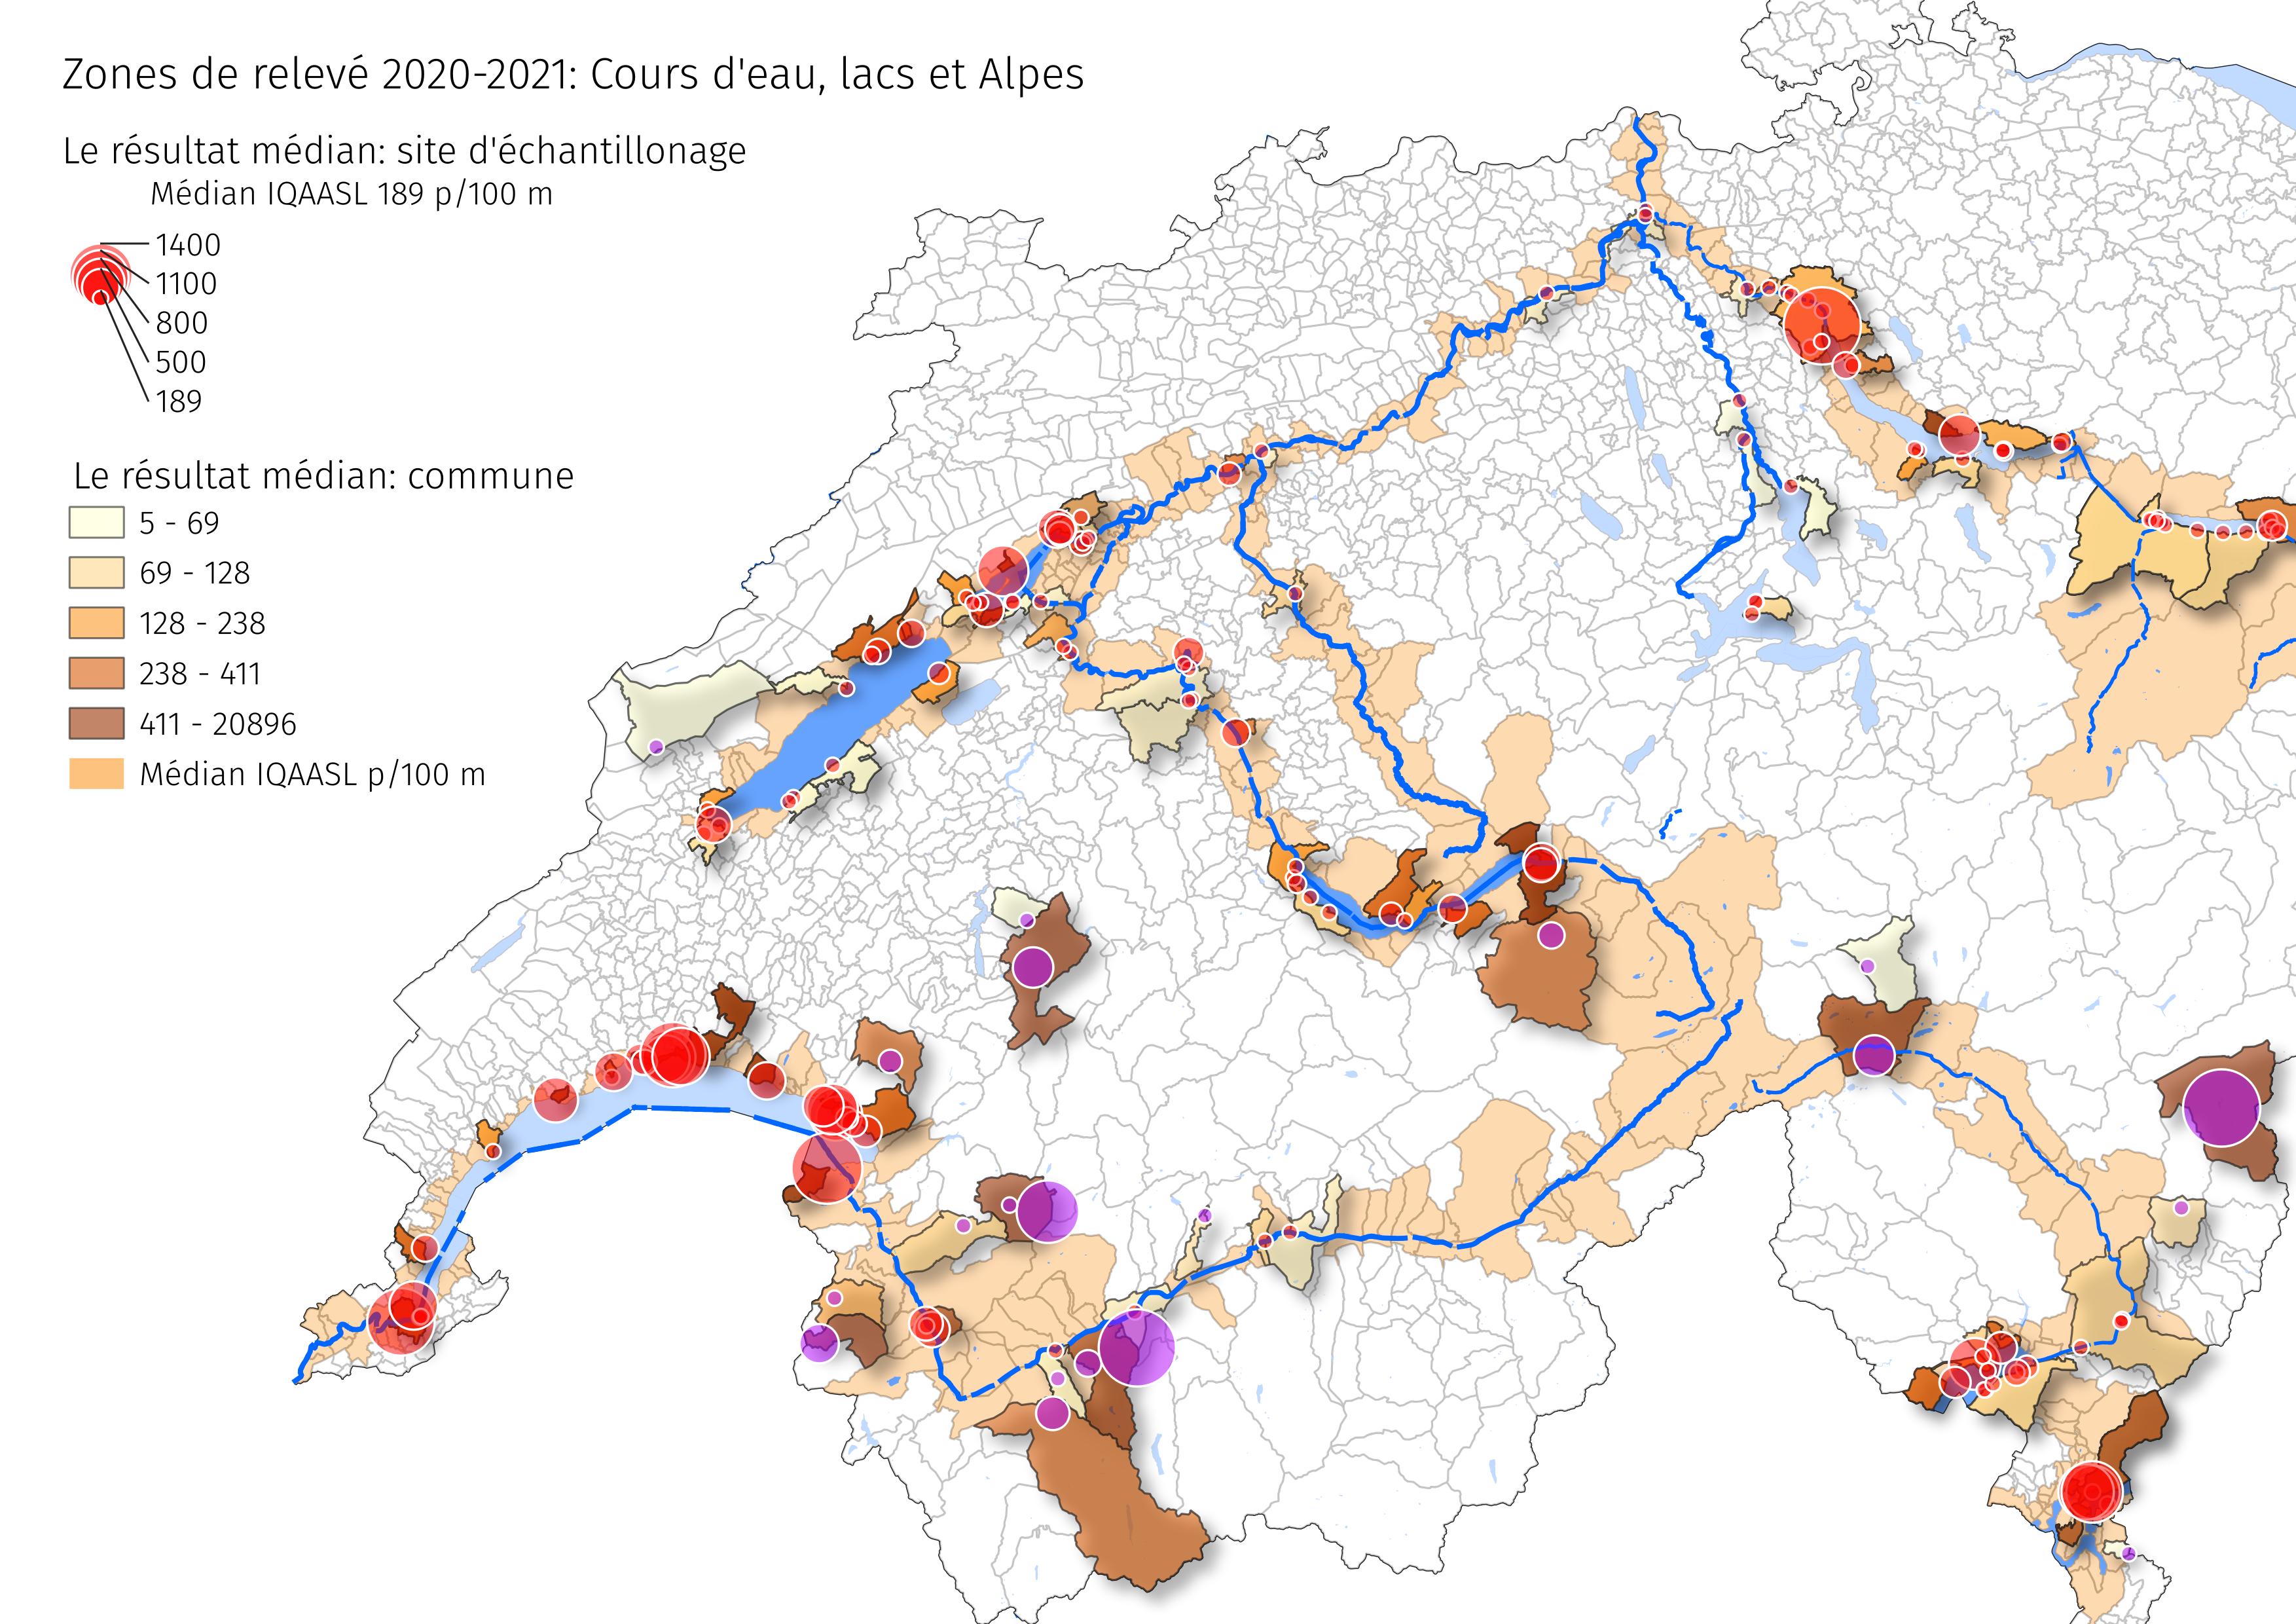 Zones de relevé 2020-2021: Cours d'eau, lacs et Alpes
Le résultat médian: site d'échantillonage
Médian IQAASL 189 p/100 m
1400
1100
800
500
189
Le résultat médian: commune
5 - 69
69 - 128
128 - 238
238 - 411
411 - 20896
Médian IQAASL p/100 m